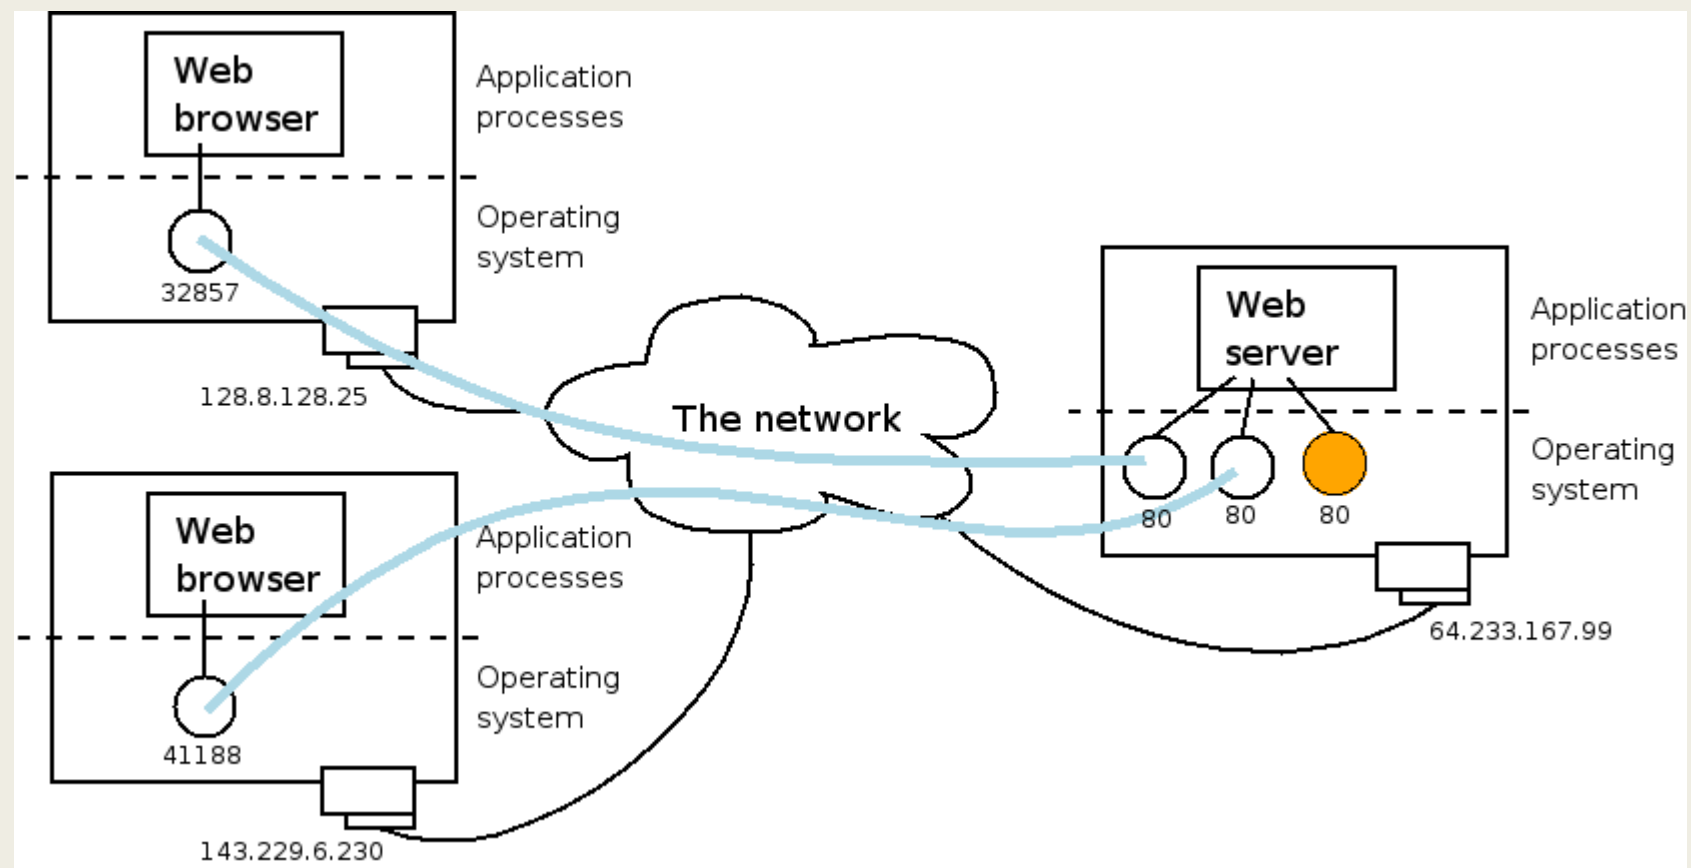 Web
browser
Application
processes
Operating
system
32857
128.8.128.25
The network
Web
server
Application
processes
Operating
system
80
80
80
64.233.167.99
Web
browser
Application
processes
Operating
system
41188
143.229.6.230